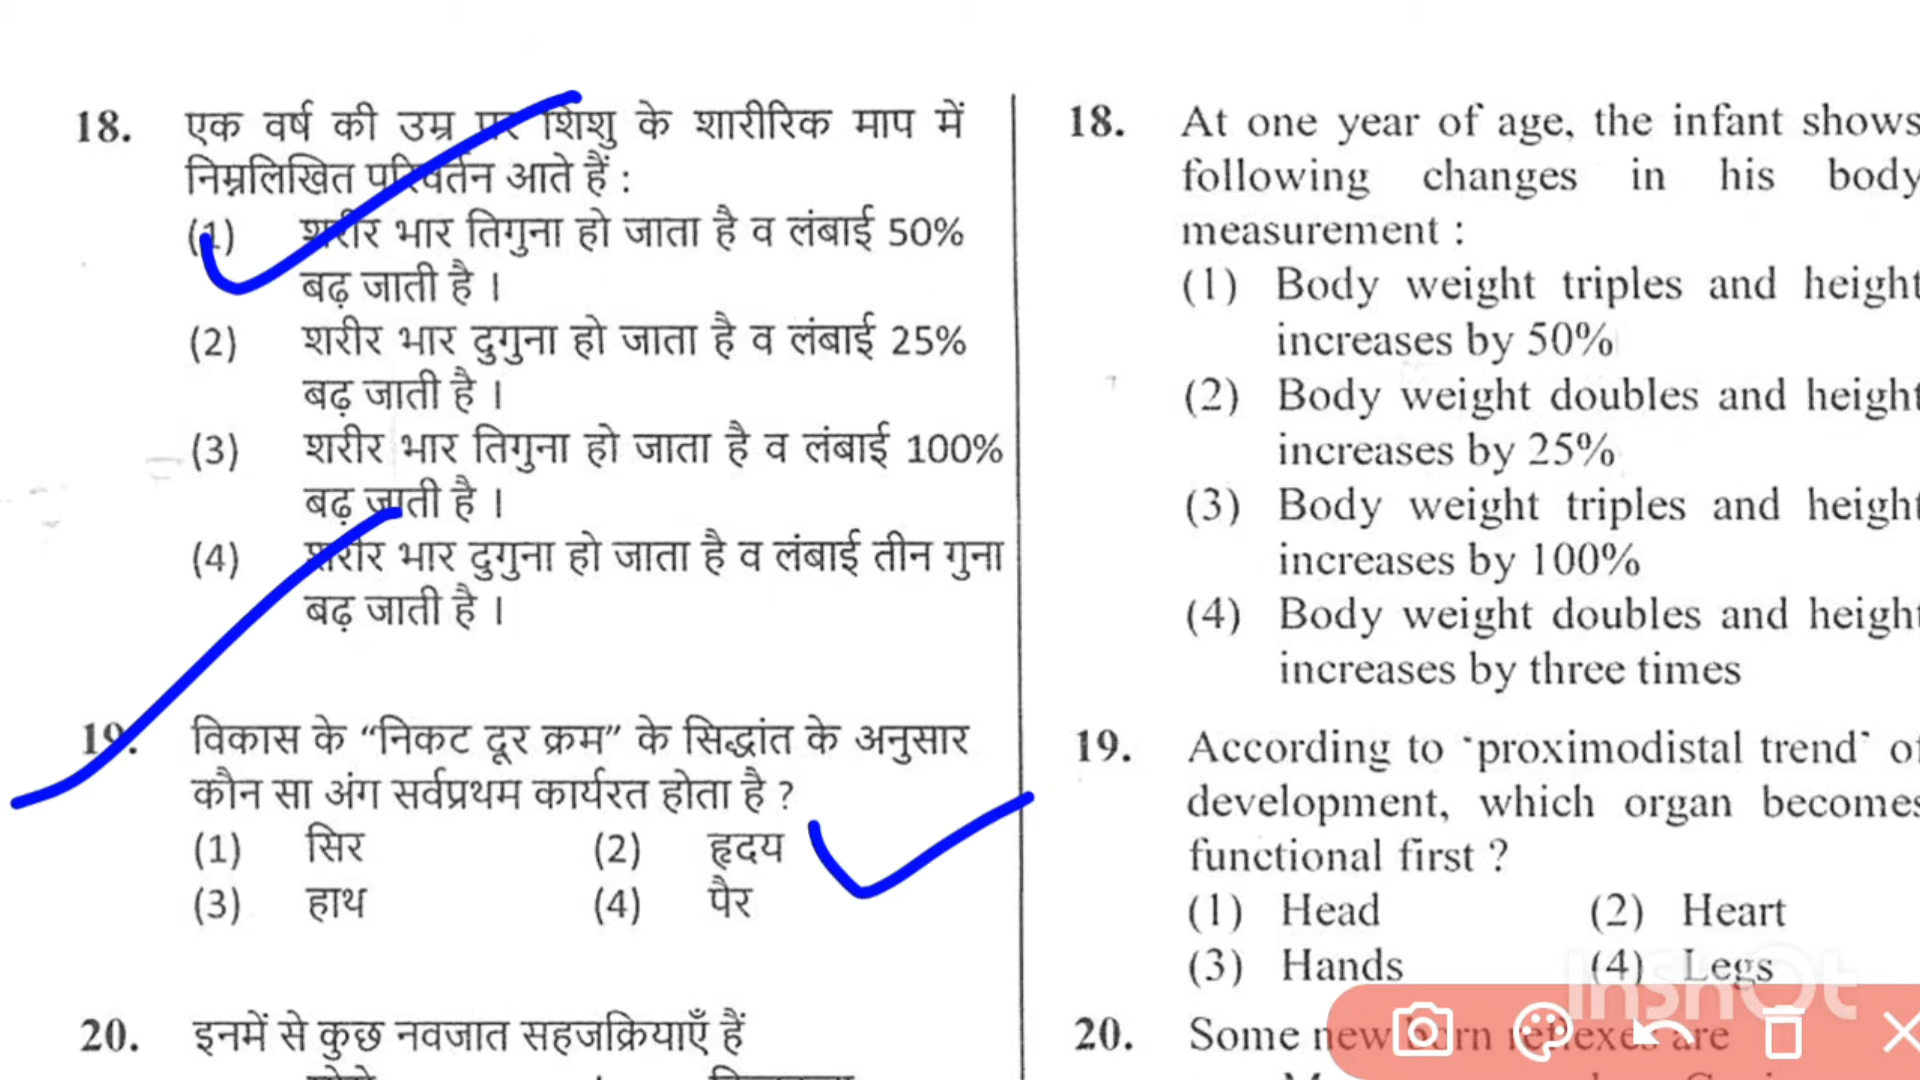 18. एक वर्ष की उम्र पर शिशु के शारीरिक माप में
निम्नलिखित परिवर्तन आते हैं :
(1) शरीर भार तिगुना हो जाता है व लंबाई 50%
बढ़ जाती है ।
(2) शरीर भार दुगुना हो जाता है व लंबाई 25%
बढ़ जाती है ।
(3) शरीर भार तिगुना हो जाता है व लंबाई 100%
बढ़ जाती है ।
(4) शरीर भार दुगुना हो जाता है व लंबाई तीन गुना
बढ़ जाती है ।
19. विकास के “निकट दूर क्रम” के सिद्धांत के अनुसार
कौन सा अंग सर्वप्रथम कार्यरत होता है ?
(1) सिर (2) हृदय
(3) हाथ (4) पैर
20. इनमें से कुछ नवजात सहजक्रियाएँ हैं
18. At one year of age, the infant shows
following changes in his body
measurement :
(1) Body weight triples and height
increases by 50%
(2) Body weight doubles and height
increases by 25%
(3) Body weight triples and height
increases by 100%
(4) Body weight doubles and height
increases by three times
19. According to ‘proximodistal trend’ of
development, which organ becomes
functional first ?
(1) Head (2) Heart
(3) Hands (4) Legs
InShOt
20. Some new born reflexes are